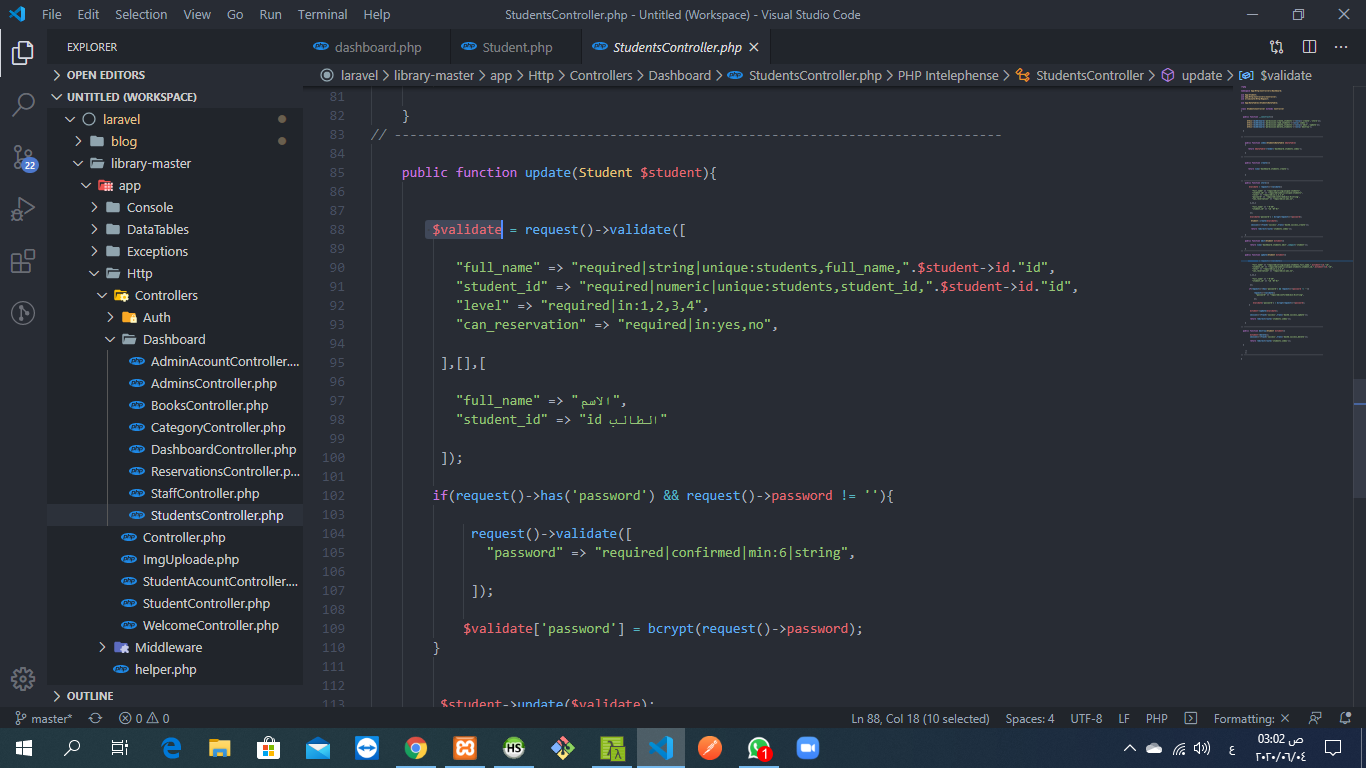 File Edit Selection View Go Run Terminal Help StudentsController.php - Untitled (Workspace) - Visual Studio Code
EXPLORER
dashboard.php Student.php StudentsController.php
OPEN EDITORS
UNTITLED (WORKSPACE)
laravel
blog
library-master
app
Console
DataTables
Exceptions
Http
Controllers
Auth
Dashboard
AdminAcountController....
AdminsController.php
BooksController.php
CategoryController.php
DashboardController.php
ReservationsController.p...
StaffController.php
StudentsController.php
Controller.php
ImgUploade.php
StudentAcountController....
StudentController.php
WelcomeController.php
Middleware
helper.php
OUTLINE
22
laravel > library-master > app > Http > Controllers > Dashboard > StudentsController.php > PHP Intelephense > StudentsController > update > $validate
81
82 }
83 // -------------------------------------------------------------------------------
84
85 public function update(Student $student){
86
87
88 $validate = request()->validate([
89
90 "full_name" => "required|string|unique:students,full_name,".$student->id."id",
91 "student_id" => "required|numeric|unique:students,student_id,".$student->id."id",
92 "level" => "required|in:1,2,3,4",
93 "can_reservation" => "required|in:yes,no",
94
95 ],[],[
96
97 "full_name" => "الاسم",
98 "student_id" => "id الطالب"
99
100 ]);
101
102 if(request()->has('password') && request()->password != ''){
103
104 request()->validate([
105 "password" => "required|confirmed|min:6|string",
106
107 ]);
108
109 $validate['password'] = bcrypt(request()->password);
110 }
111
112
113 $student->update($validate);
master* 0 0 Ln 88, Col 18 (10 selected) Spaces: 4 UTF-8 LF PHP Formatting: ×
HS 1 ع 03:02 ص
٢٠٢٠/٠٦/٠٤